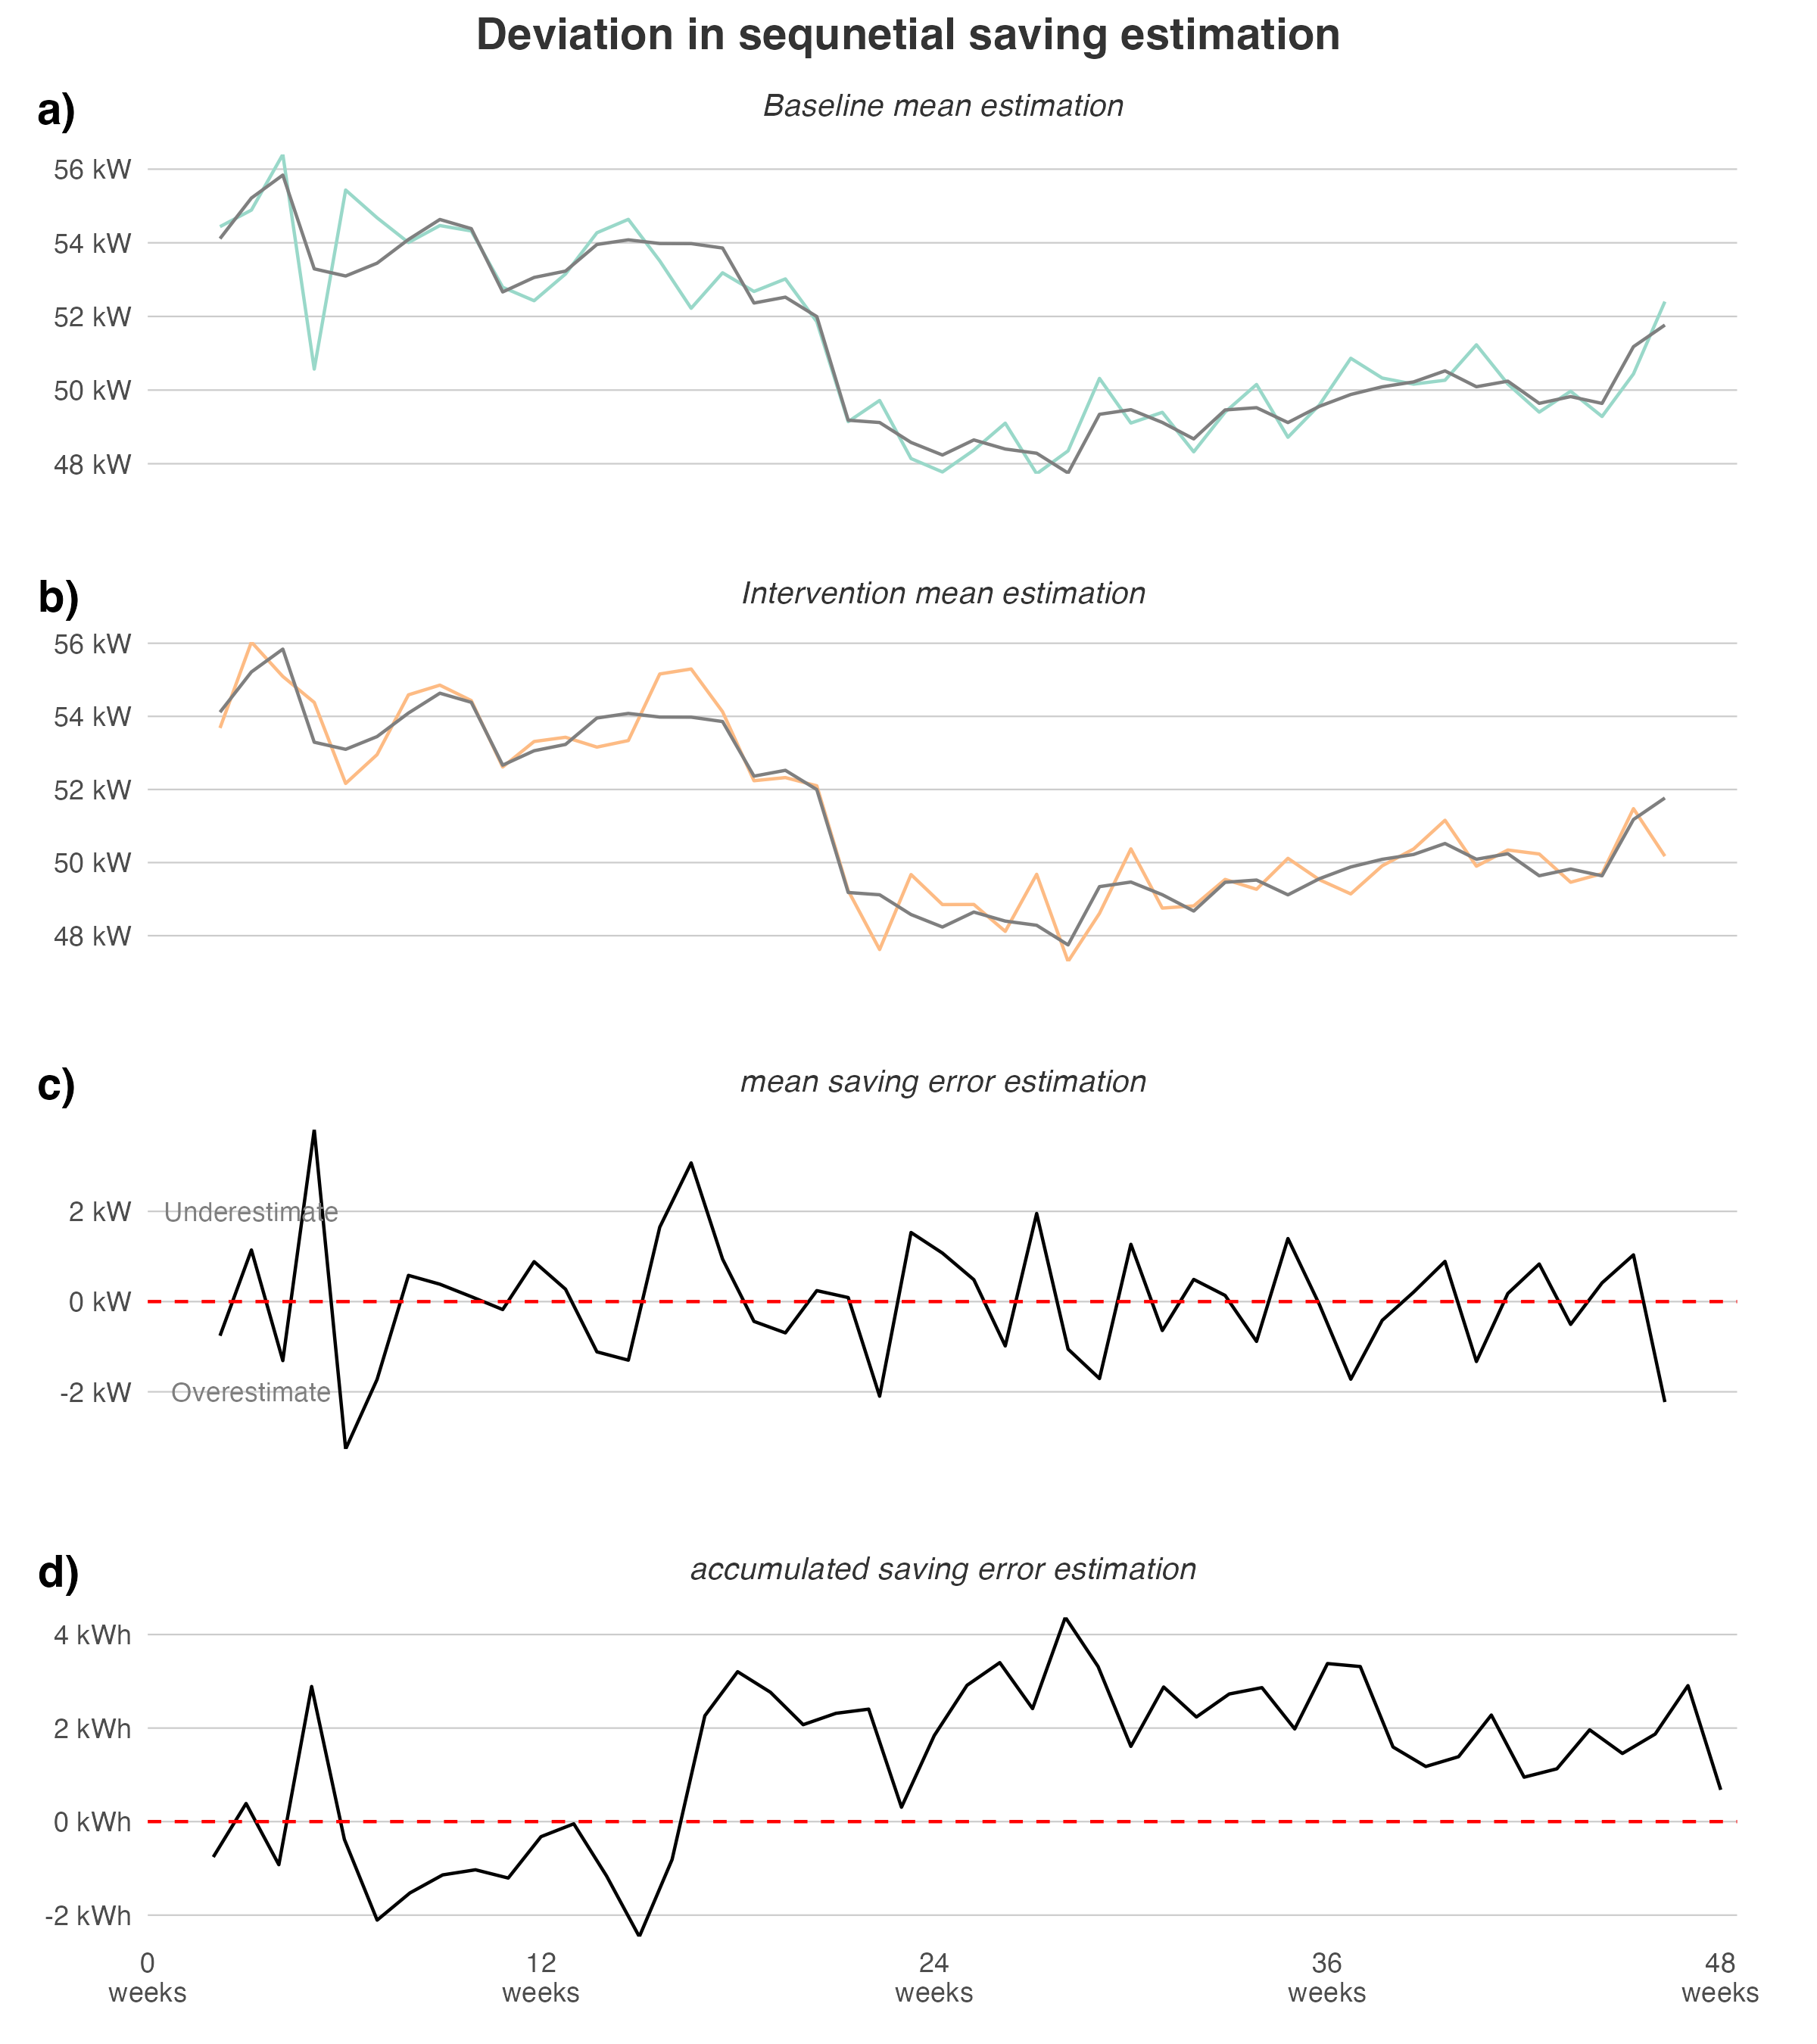 Deviation in sequnetial saving estimation
a)
Baseline mean estimation
56 kW
54 kW
52 kW
50 kW
48 kW
b)
Intervention mean estimation
56 kW
54 kW
52 kW
50 kW
48 kW
c)
mean saving error estimation
2 kW
Underestimate
0 kW
-2 kW
Overestimate
d)
accumulated saving error estimation
4 kWh
2 kWh
0 kWh
-2 kWh
0 12 24 36 48
weeks weeks weeks weeks weeks